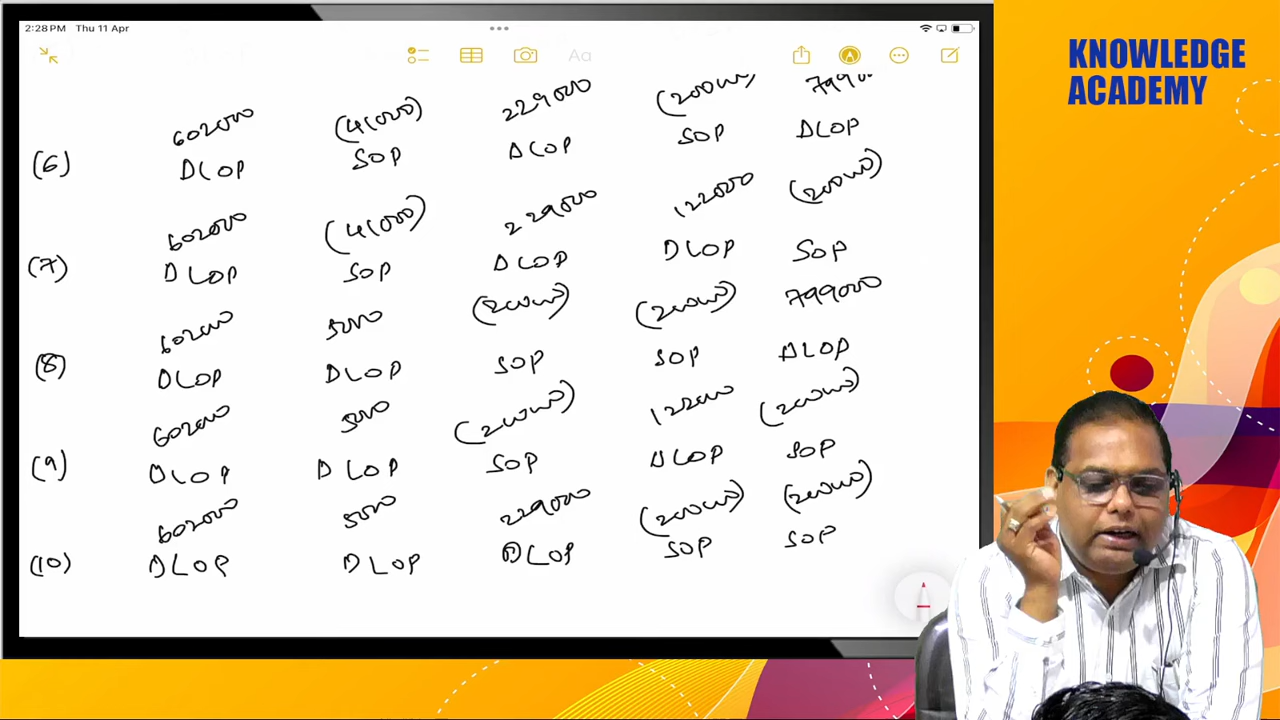 2:28 PM Thu 11 Apr
KNOWLEDGE
ACADEMY
Aa
602000 (41000) 229000 (20000) 79900
(6) DLOP SOP DLOP SOP DLOP
602000 (41000) 229000 122000 (20000)
(7) DLOP SOP DLOP DLOP SOP
602000 5000 (20000) (20000) 799000
(8) DLOP DLOP SOP SOP DLOP
602000 5000 (20000) 122000 (20000)
(9) DLOP DLOP SOP DLOP SOP
602000 5000 229000 (20000) (20000)
(10) DLOP DLOP DLOP SOP SOP